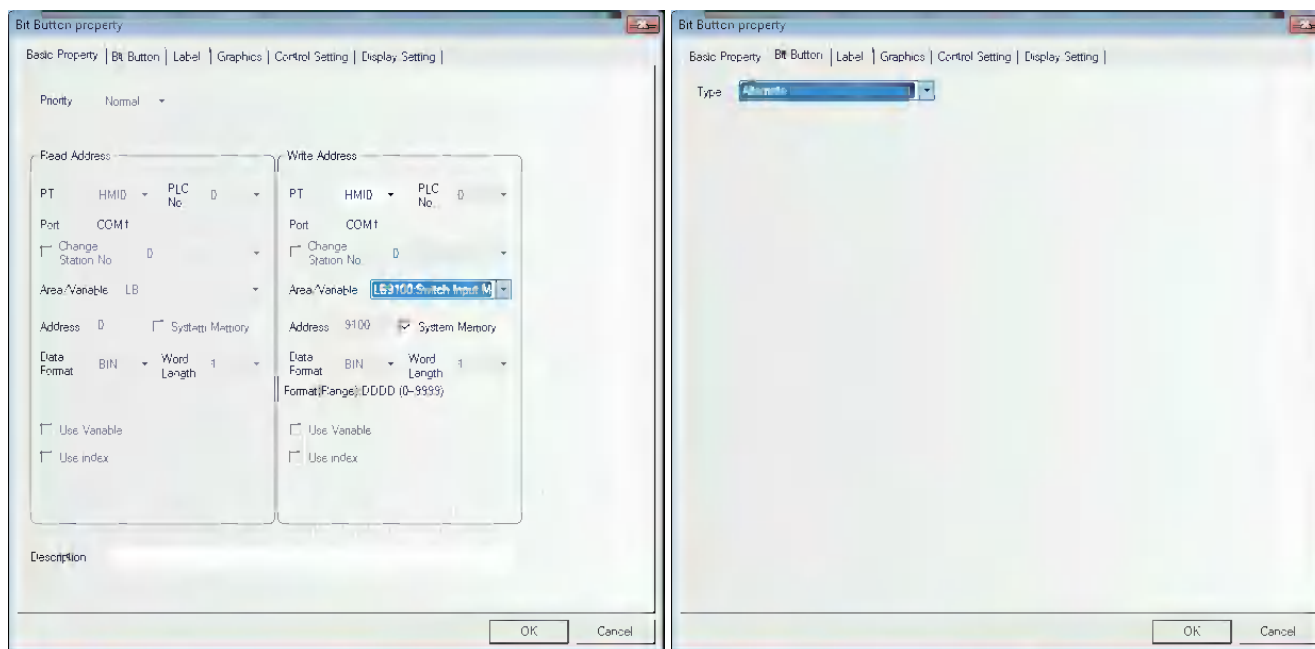 Bit Button property
Basic Property | Bit Button | Label | Graphics | Control Setting | Display Setting |
Priority Normal
Read Address
PT HMI0 PLC No. 0
Port COM1
Change Station No. 0
Area/Variable LB
Address 0 System Memory
Data Format BIN Word Length 1
Use Variable
Use index
Write Address
PT HMI0 PLC No. 0
Port COM1
Change Station No. 0
Area/Variable LB9100:Switch Input M
Address 9100 System Memory
Data Format BIN Word Length 1
Format(Range):DDDD (0~9999)
Use Variable
Use index
Description
OK Cancel
Bit Button property
Basic Property Bit Button | Label | Graphics | Control Setting | Display Setting |
Type Alternate
OK Cancel